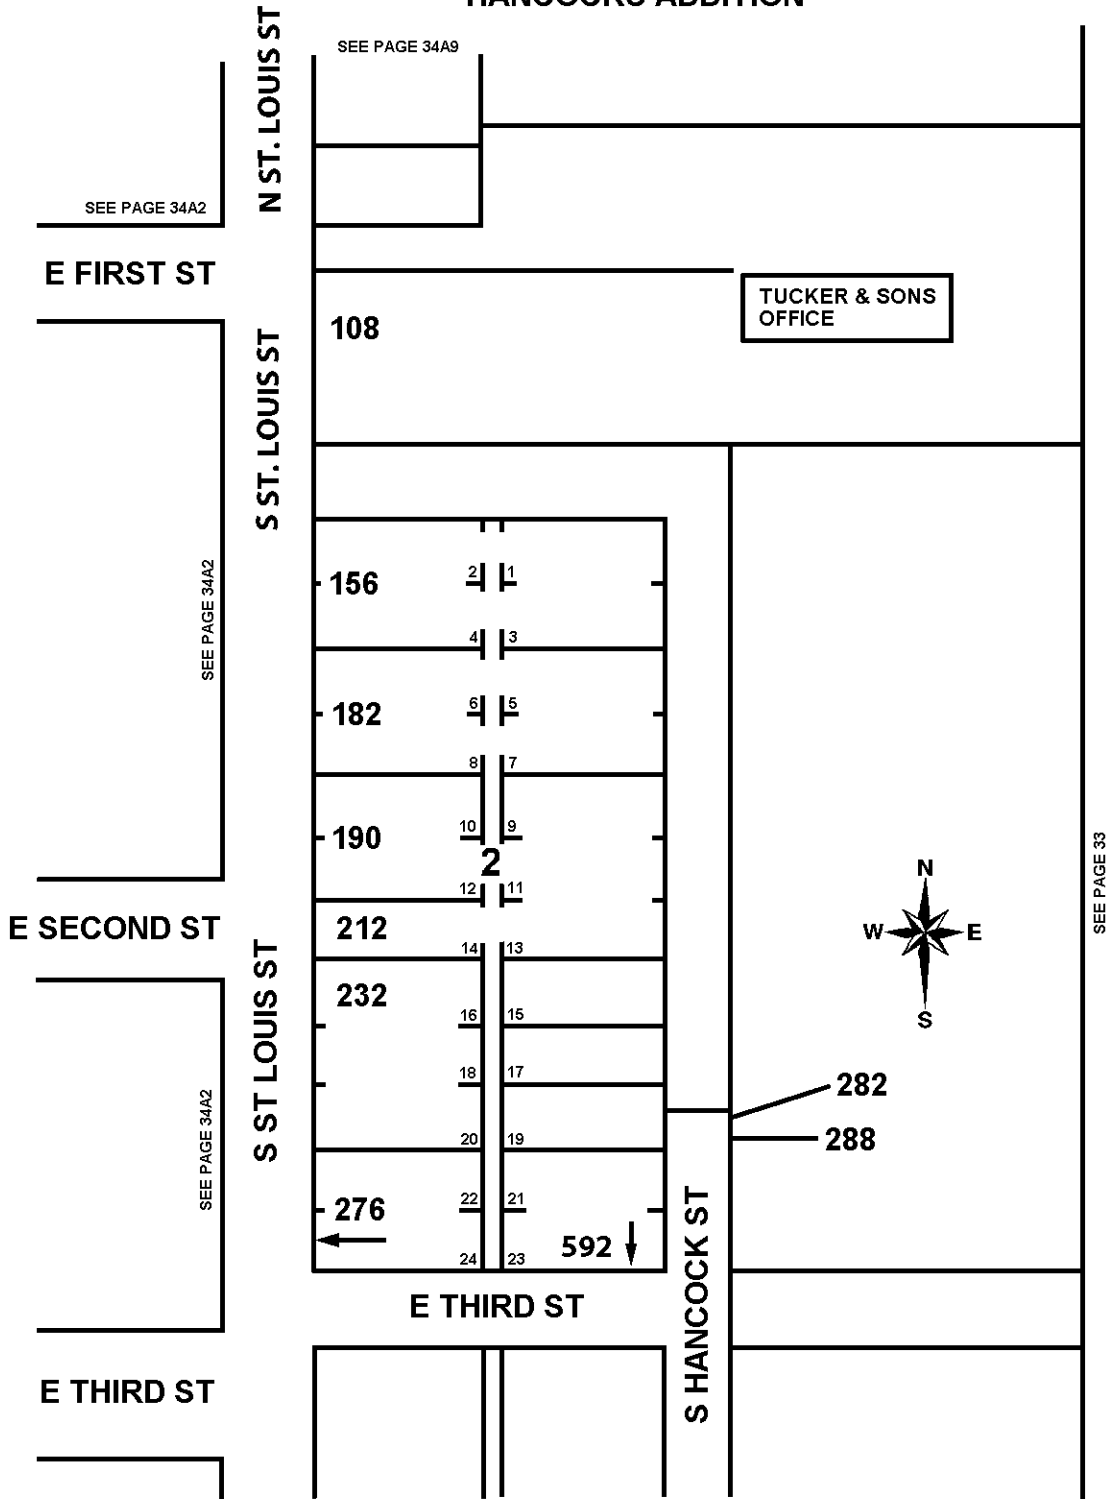 SEE PAGE 34A9
N ST. LOUIS ST
SEE PAGE 34A2
E FIRST ST
TUCKER & SONS
OFFICE
108
S ST. LOUIS ST
SEE PAGE 34A2
156
2
1
4
3
182
6
5
8
7
190
10
9
2
12
11
SEE PAGE 33
N
W
E
S
E SECOND ST
212
14
13
S ST LOUIS ST
232
16
15
18
17
282
288
SEE PAGE 34A2
20
19
276
22
21
592
24
23
S HANCOCK ST
E THIRD ST
E THIRD ST